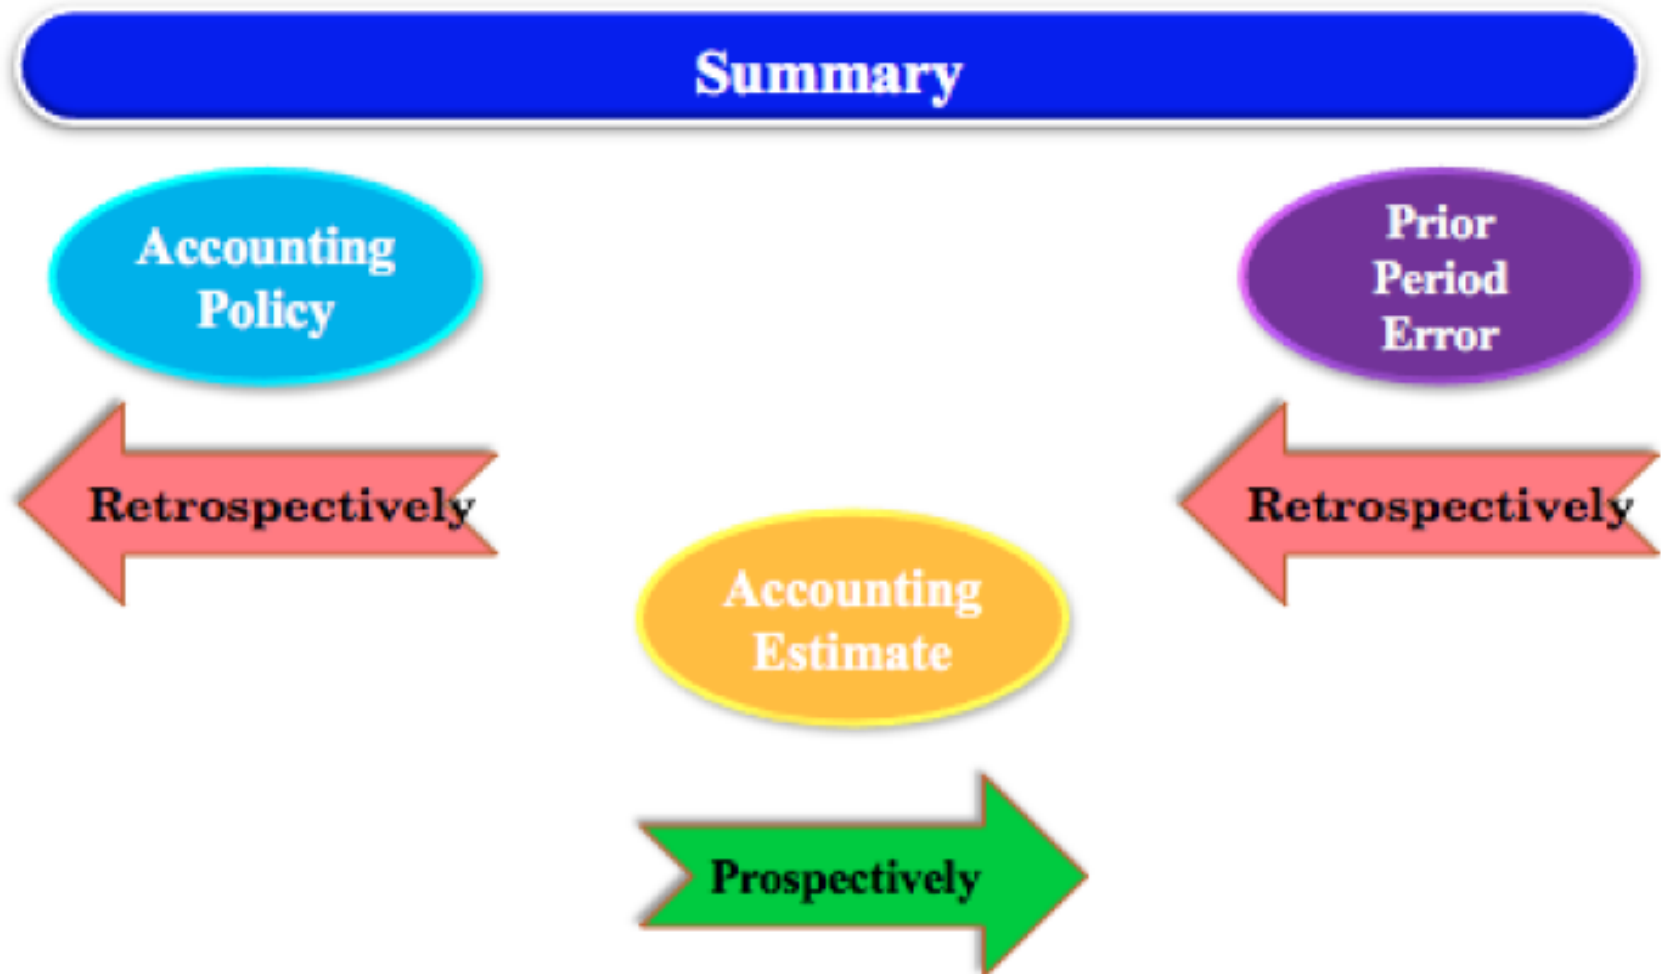 Summary
Accounting
Policy
Prior
Period
Error
Retrospectively
Retrospectively
Accounting
Estimate
Prospectively